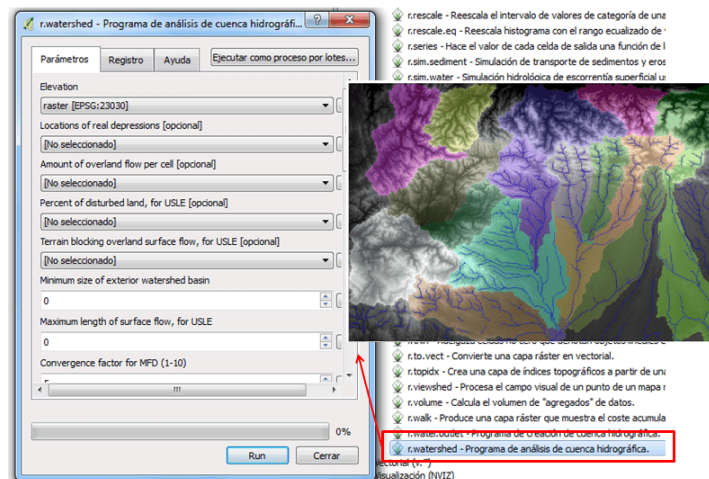 r.watershed - Programa de análisis de cuenca hidrográfi...
Parámetros
Registro
Ayuda
Ejecutar como proceso por lotes...
Elevation
raster [EPSG:23030]
Locations of real depressions [opcional]
[No seleccionado]
Amount of overland flow per cell [opcional]
[No seleccionado]
Percent of disturbed land, for USLE [opcional]
[No seleccionado]
Terrain blocking overland surface flow, for USLE [opcional]
[No seleccionado]
Minimum size of exterior watershed basin
0
Maximum length of surface flow, for USLE
0
Convergence factor for MFD (1-10)
0%
Run
Cerrar
r.rescale - Reescala el intervalo de valores de categoría de una
r.rescale.eq - Reescala histograma con el rango ecualizado de
r.series - Hace el valor de cada celda de salida una función de
r.sim.sediment - Simulación de transporte de sedimentos y eros
r.sim.water - Simulación hidrológica de escorrentía superficial
r.to.vect - Convierte una capa ráster en vectorial.
r.topidx - Crea una capa de índices topográficos a partir de una
r.viewshed - Procesa el campo visual de un punto de un mapa
r.volume - Calcula el volumen de "agregados" de datos.
r.walk - Produce una capa ráster que muestra el coste acumula
r.water.outlet - Programa de creación de cuenca hidrográfica.
r.watershed - Programa de análisis de cuenca hidrográfica.
(NVIZ)